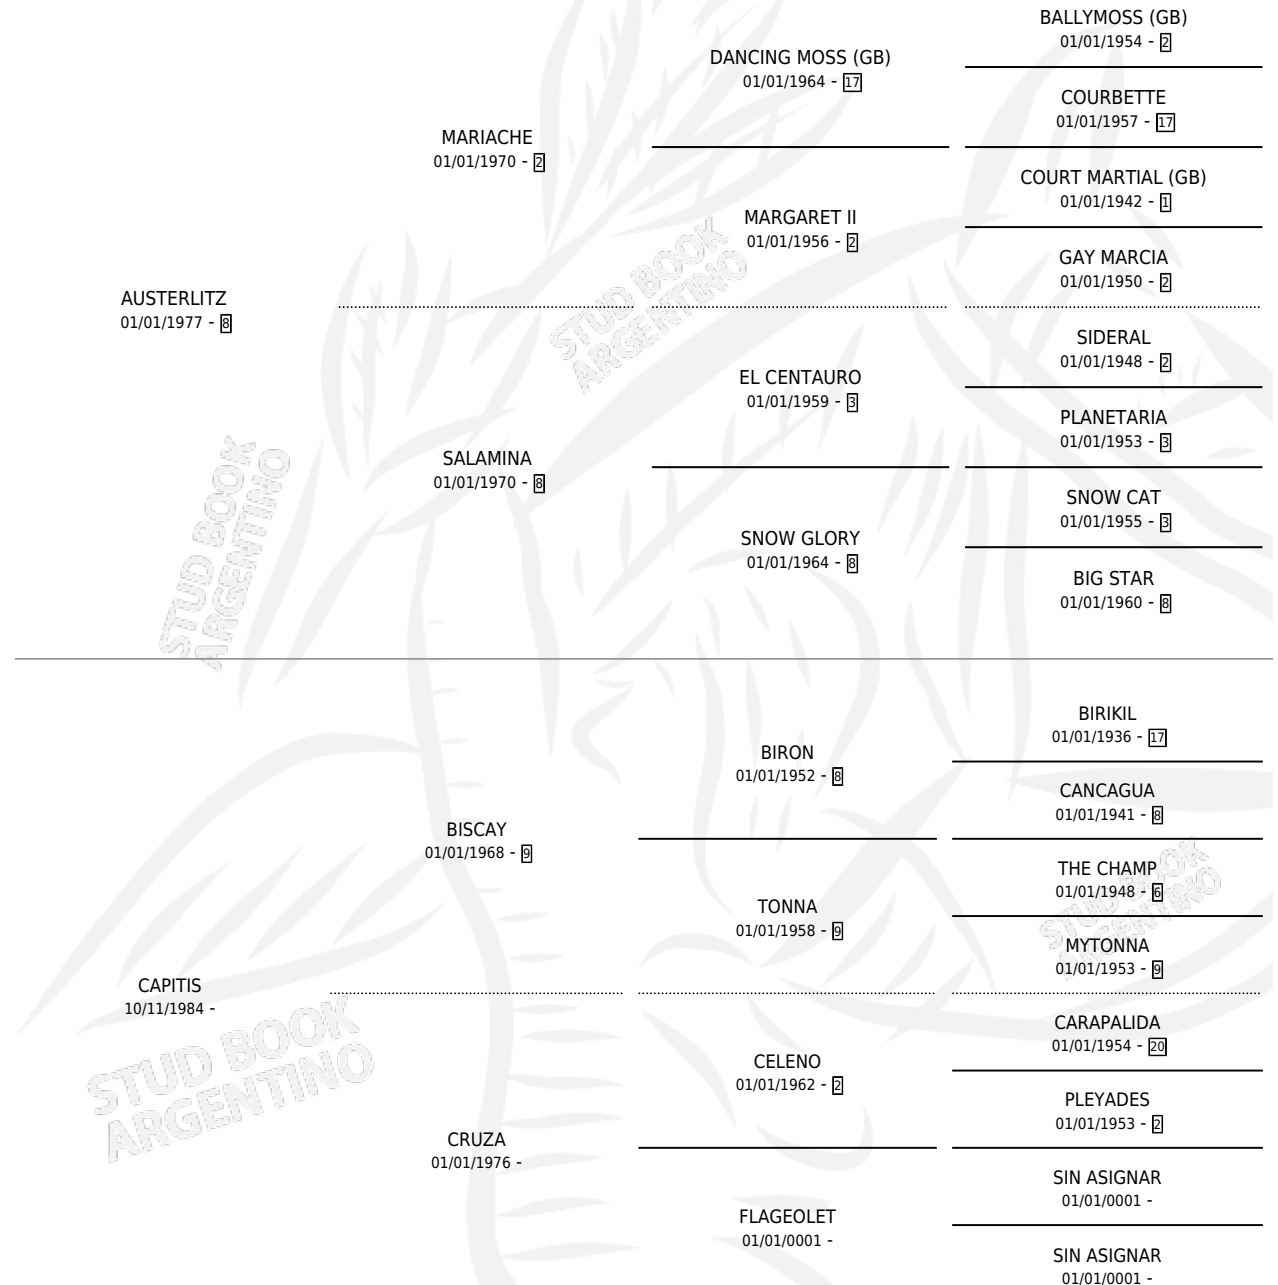 BALLYMOSS (GB)
01/01/1954 - 2
DANCING MOSS (GB)
01/01/1964 - 17
COURBETTE
01/01/1957 - 17
MARIACHE
01/01/1970 - 2
COURT MARTIAL (GB)
01/01/1942 - 1
MARGARET II
01/01/1956 - 2
GAY MARCIA
01/01/1950 - 2
AUSTERLITZ
01/01/1977 - 8
SIDERAL
01/01/1948 - 2
EL CENTAURO
01/01/1959 - 3
PLANETARIA
01/01/1953 - 3
SALAMINA
01/01/1970 - 8
SNOW CAT
01/01/1955 - 3
SNOW GLORY
01/01/1964 - 8
BIG STAR
01/01/1960 - 8
STUD BOOK
ARGENTINO
STUD BOOK
ARGENTINO
BIRIKIL
01/01/1936 - 17
BIRON
01/01/1952 - 8
CANCAGUA
01/01/1941 - 8
BISCAY
01/01/1968 - 9
THE CHAMP
01/01/1948 - 6
TONNA
01/01/1958 - 9
MYTONNA
01/01/1953 - 9
CAPITIS
10/11/1984 -
CARAPALIDA
01/01/1954 - 20
CELENO
01/01/1962 - 2
PLEYADES
01/01/1953 - 2
CRUZA
01/01/1976 -
SIN ASIGNAR
01/01/0001 -
FLAGEOLET
01/01/0001 -
SIN ASIGNAR
01/01/0001 -
STUD BOOK
ARGENTINO
STUD BOOK
ARGENTINO